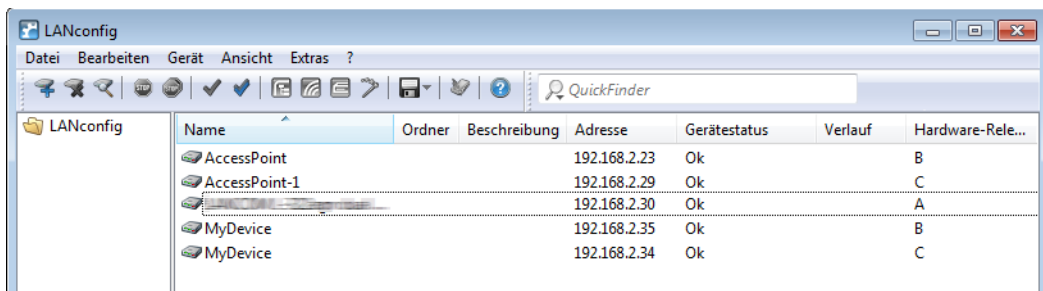 LANconfig
Datei Bearbeiten Gerät Ansicht Extras ?
QuickFinder
LANconfig
Name Ordner Beschreibung Adresse Gerätestatus Verlauf Hardware-Rele...
AccessPoint 192.168.2.23 Ok B
AccessPoint-1 192.168.2.29 Ok C
192.168.2.30 Ok A
MyDevice 192.168.2.35 Ok B
MyDevice 192.168.2.34 Ok C